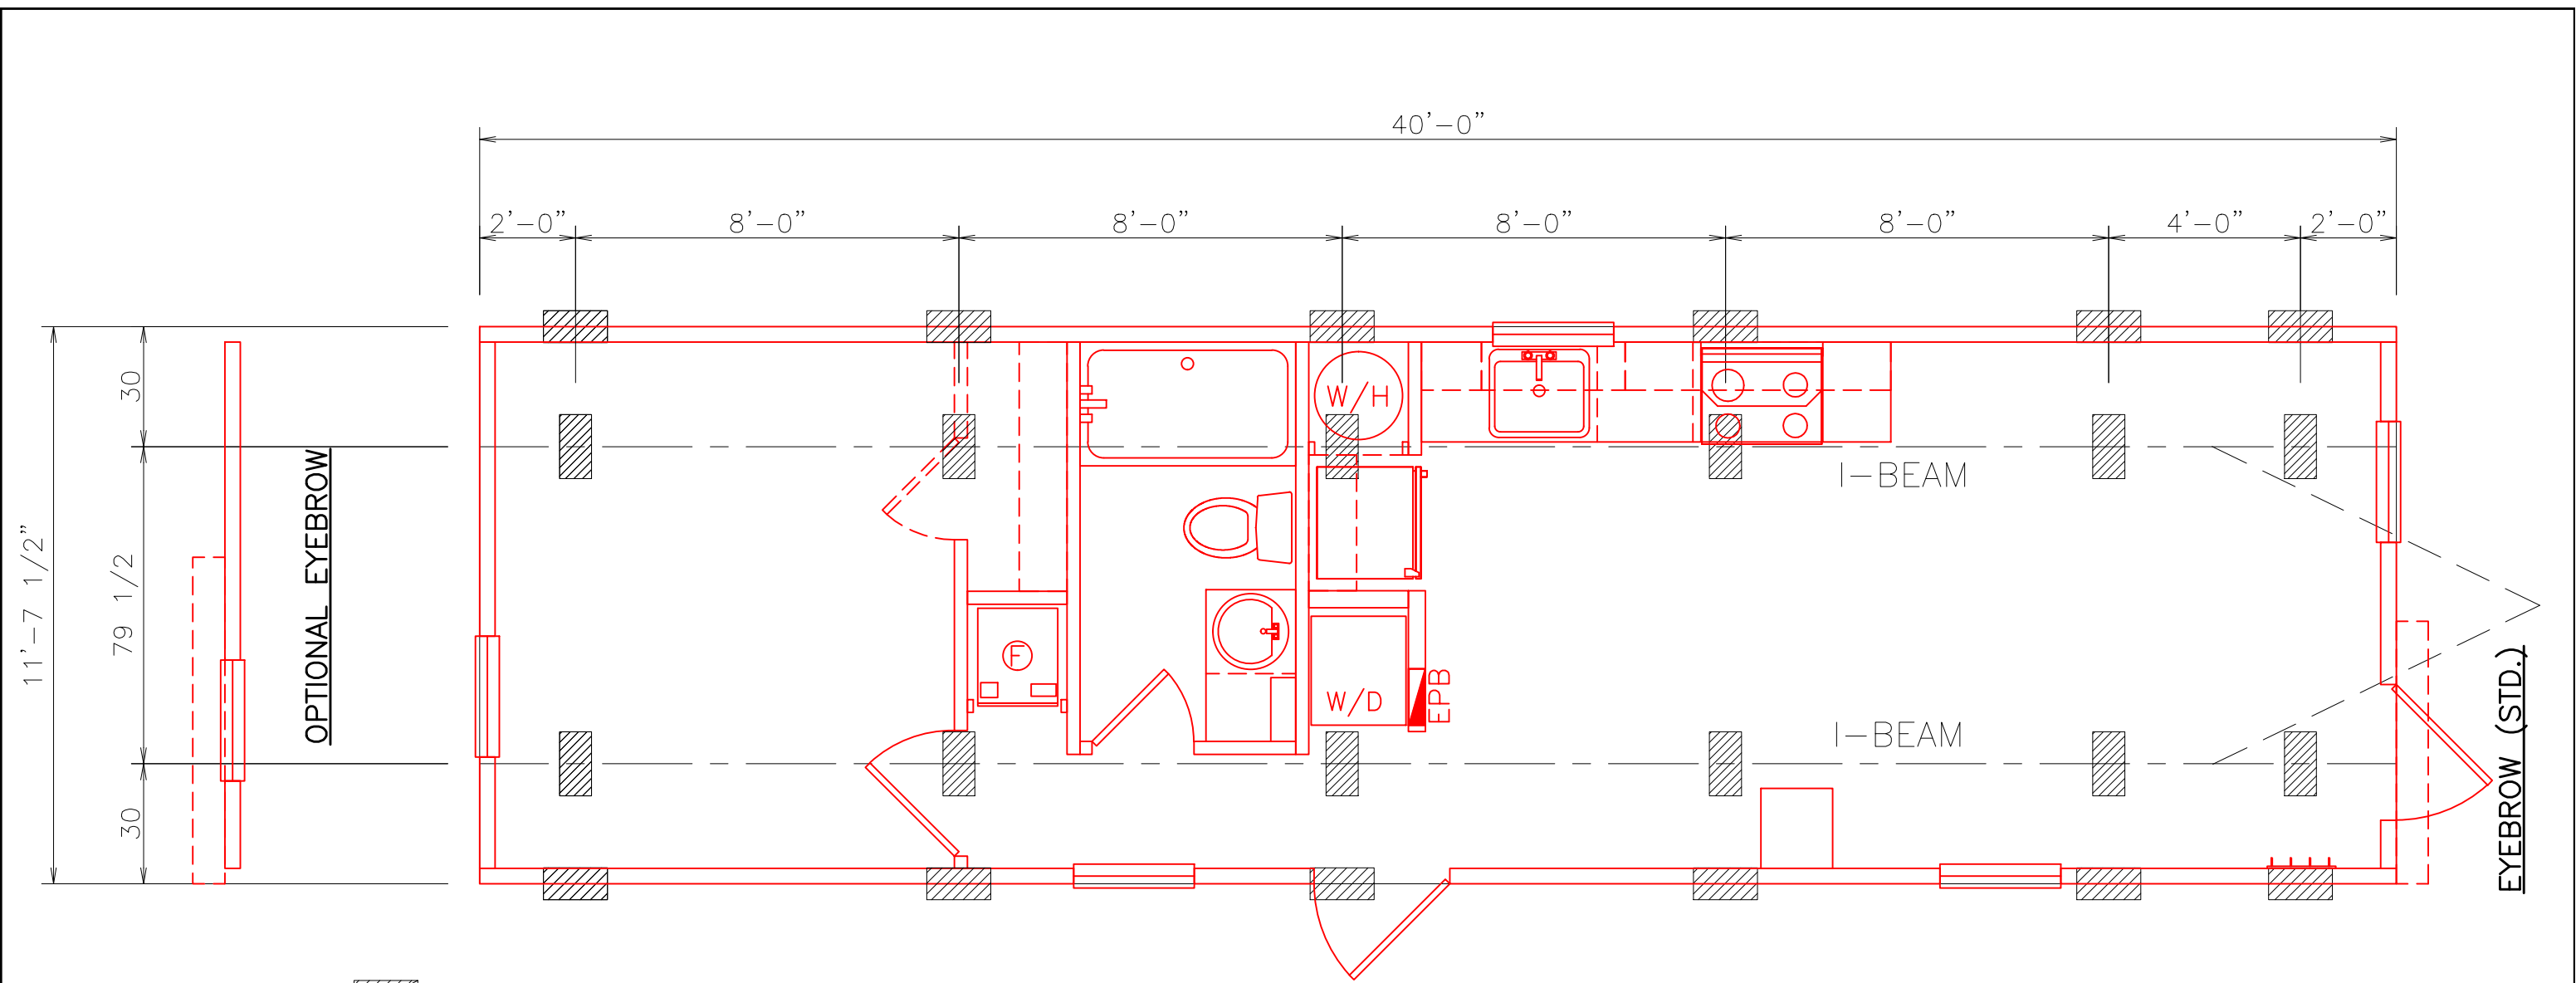 40'-0"
2'-0"
8'-0"
8'-0"
8'-0"
8'-0"
4'-0"
2'-0"
11'-7 1/2"
30
79 1/2
30
OPTIONAL EYEBROW
W/H
I-BEAM
F
W/D
EPB
I-BEAM
EYEBROW (STD.)